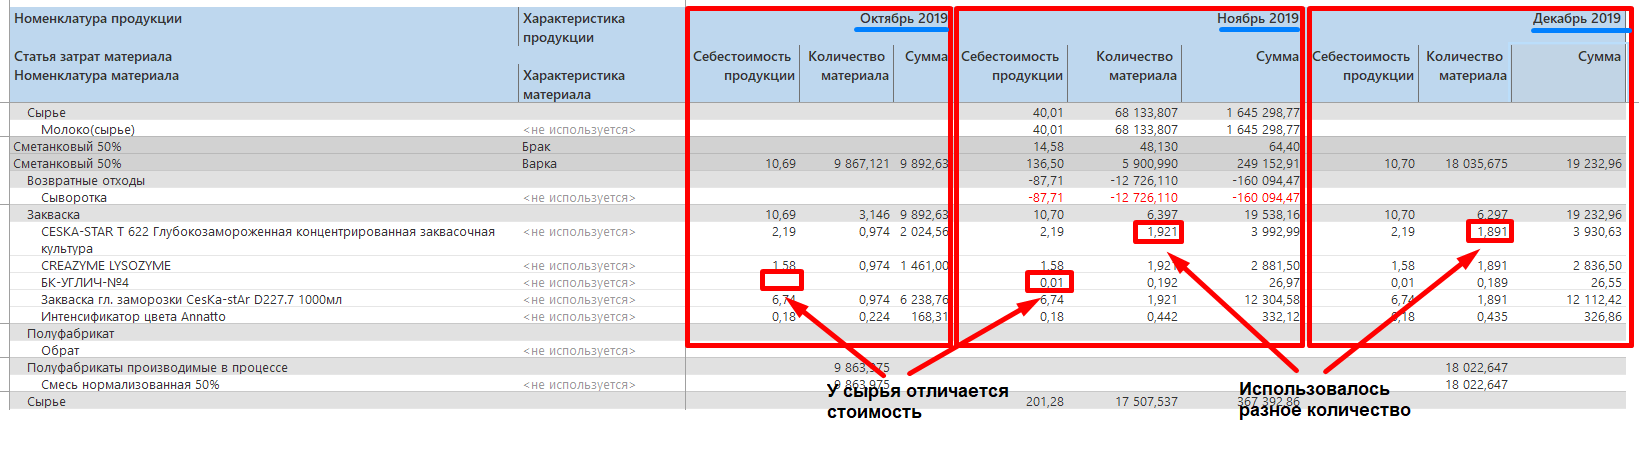 Номенклатура продукции Характеристика продукции Октябрь 2019 Ноябрь 2019 Декабрь 2019
Статья затрат материала Себестоимость продукции Количество материала Сумма Себестоимость продукции Количество материала Сумма Себестоимость продукции Количество материала Сумма
Номенклатура материала Характеристика материала
Сырье 40,01 68 133,807 1 645 298,77
Молоко(сырье) <не используется> 40,01 68 133,807 1 645 298,77
Сметанковый 50% Брак 14,58 48,130 64,40
Сметанковый 50% Варка 10,69 9 867,121 9 892,63 136,50 5 900,990 249 152,91 10,70 18 035,675 19 232,96
Возвратные отходы -87,71 -12 726,110 -160 094,47
Сыворотка <не используется> -87,71 -12 726,110 -160 094,47
Закваска 10,69 3,146 9 892,63 10,70 6,397 19 538,16 10,70 6,297 19 232,96
CESKA-STAR T 622 Глубокозамороженная концентрированная заквасочная <не используется> 2,19 0,974 2 024,56 2,19 1,921 3 992,99 2,19 1,891 3 930,63
культура
CREAZYME LYSOZYME <не используется> 1,58 0,974 1 461,00 1,58 1,921 2 881,50 1,58 1,891 2 836,50
БК-УГЛИЧ-№4 <не используется> 0,01 0,192 26,97 0,01 0,189 26,55
Закваска гл. заморозки CesKa-stAr D227.7 1000мл <не используется> 6,74 0,974 6 238,76 6,74 1,921 12 304,58 6,74 1,891 12 112,42
Интенсификатор цвета Annatto <не используется> 0,18 0,224 168,31 0,18 0,442 332,12 0,18 0,435 326,86
Полуфабрикат
Обрат <не используется>
Полуфабрикаты производимые в процессе 9 863,975 18 022,647
Смесь нормализованная 50% <не используется> 9 863,975 18 022,647
Сырье 201,28 17 507,537 367 392,86
У сырья отличается
стоимость
Использовалось
разное количество